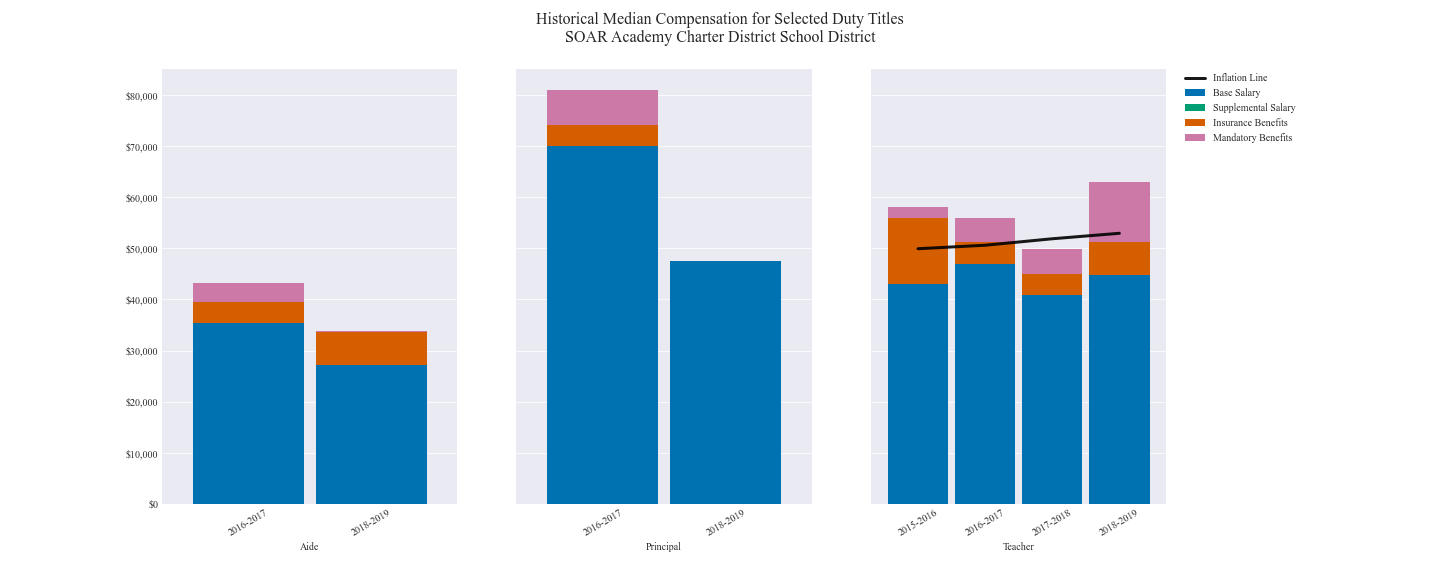 Historical Median Compensation for Selected Duty Titles
SOAR Academy Charter District School District
Inflation Line
Base Salary
Supplemental Salary
Insurance Benefits
Mandatory Benefits
$80,000
$70,000
$60,000
$50,000
$40,000
$30,000
$20,000
$10,000
$0
2016-2017
2018-2019
2016-2017
2018-2019
2015-2016
2016-2017
2017-2018
2018-2019
Aide
Principal
Teacher